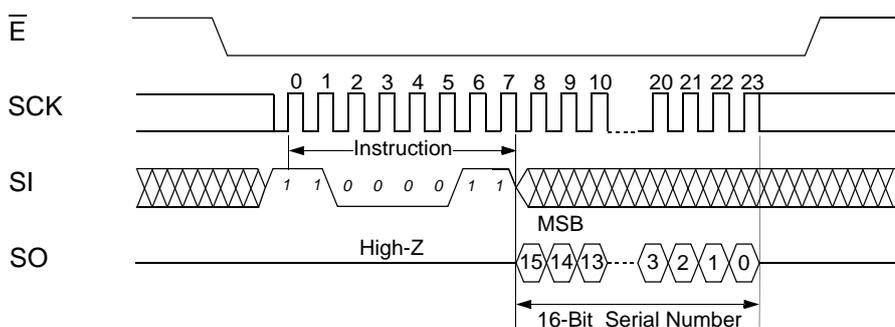 E
0 1 2 3 4 5 6 7 8 9 10 20 21 22 23
SCK
Instruction
SI 1 1 0 0 0 0 1 1
MSB
High-Z
SO 15 14 13 3 2 1 0
16-Bit Serial Number